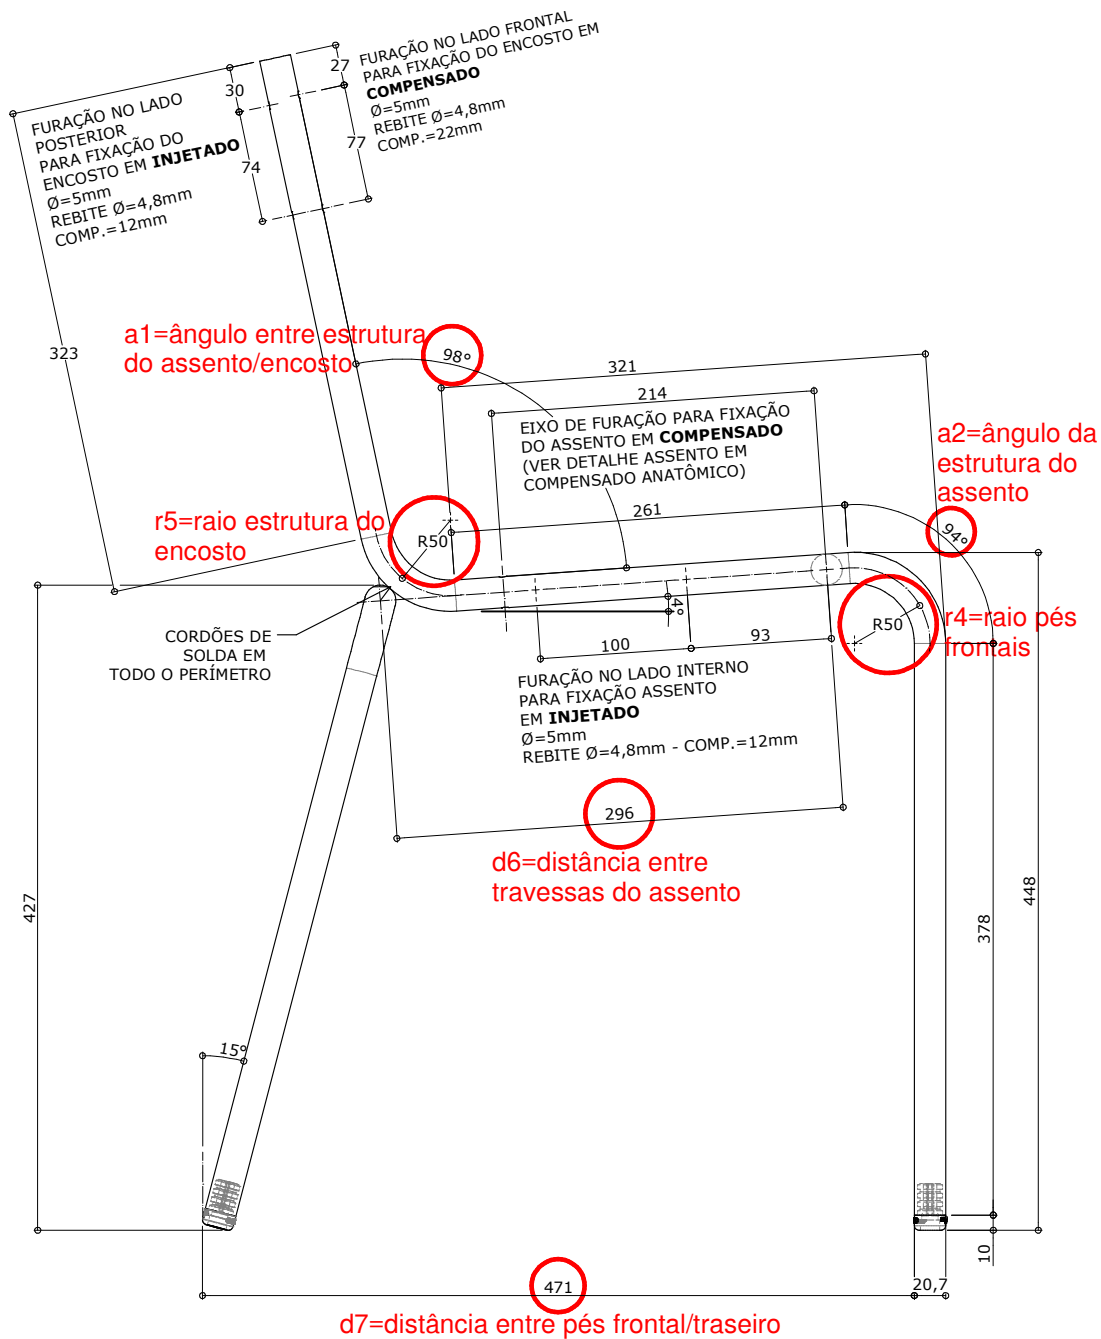 FURAÇÃO NO LADO FRONTAL
PARA FIXAÇÃO DO ENCOSTO EM
COMPENSADO
Ø=5mm
REBITE Ø=4,8mm
COMP.=22mm
27
77
30
74
FURAÇÃO NO LADO
POSTERIOR
PARA FIXAÇÃO DO
ENCOSTO EM INJETADO
Ø=5mm
REBITE Ø=4,8mm
COMP.=12mm
323
a1=ângulo entre estrutura
do assento/encosto
98°
321
214
EIXO DE FURAÇÃO PARA FIXAÇÃO
DO ASSENTO EM COMPENSADO
(VER DETALHE ASSENTO EM
COMPENSADO ANATÔMICO)
a2=ângulo da
estrutura do
assento
94°
261
r5=raio estrutura do
encosto
R50
4°
R50
r4=raio pés
frontais
CORDÕES DE
SOLDA EM
TODO O PERÍMETRO
100
93
FURAÇÃO NO LADO INTERNO
PARA FIXAÇÃO ASSENTO
EM INJETADO
Ø=5mm
REBITE Ø=4,8mm - COMP.=12mm
296
d6=distância entre
travessas do assento
427
448
378
15°
10
471
20,7
d7=distância entre pés frontal/traseiro